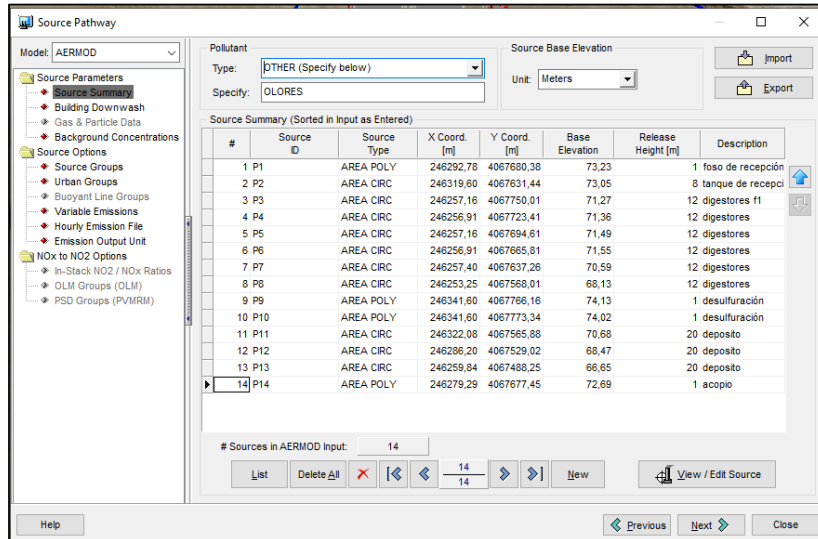 Source Pathway
Model: AERMOD
Source Parameters
Source Summary
Building Downwash
Gas & Particle Data
Background Concentrations
Source Options
Source Groups
Urban Groups
Buoyant Line Groups
Variable Emissions
Hourly Emission File
Emission Output Unit
NOx to NO2 Options
In-Stack NO2 / NOx Ratios
OLM Groups (OLM)
PSD Groups (PVMRM)
Pollutant
Type: OTHER (Specify below)
Specify: OLORES
Source Base Elevation
Unit: Meters
Import
Export
Source Summary (Sorted in Input as Entered)
# Source ID Source Type X Coord. [m] Y Coord. [m] Base Elevation Release Height [m] Description
1 P1 AREA POLY 246292,78 4067680,38 73,23 1 foso de recepción
2 P2 AREA CIRC 246319,60 4067631,44 73,05 8 tanque de recepci
3 P3 AREA CIRC 246257,16 4067750,01 71,27 12 digestores f1
4 P4 AREA CIRC 246256,91 4067723,41 71,36 12 digestores
5 P5 AREA CIRC 246257,16 4067694,61 71,49 12 digestores
6 P6 AREA CIRC 246256,91 4067665,81 71,55 12 digestores
7 P7 AREA CIRC 246257,40 4067637,26 70,59 12 digestores
8 P8 AREA CIRC 246253,25 4067568,01 68,13 12 digestores
9 P9 AREA POLY 246341,60 4067766,16 74,13 1 desulfuración
10 P10 AREA POLY 246341,60 4067773,34 74,02 1 desulfuración
11 P11 AREA CIRC 246322,08 4067565,88 70,68 20 deposito
12 P12 AREA CIRC 246286,20 4067529,02 68,47 20 deposito
13 P13 AREA CIRC 246259,84 4067488,25 66,65 20 deposito
14 P14 AREA POLY 246279,29 4067677,45 72,69 1 acopio
# Sources in AERMOD Input: 14
List Delete All 14 14 New View / Edit Source
Help Previous Next Close